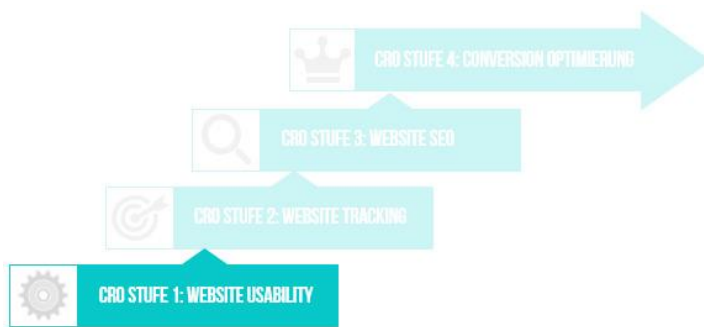 CRO STUFE 4: CONVERSION OPTIMIERUNG
CRO STUFE 3: WEBSITE SEO
CRO STUFE 2: WEBSITE TRACKING
CRO STUFE 1: WEBSITE USABILITY